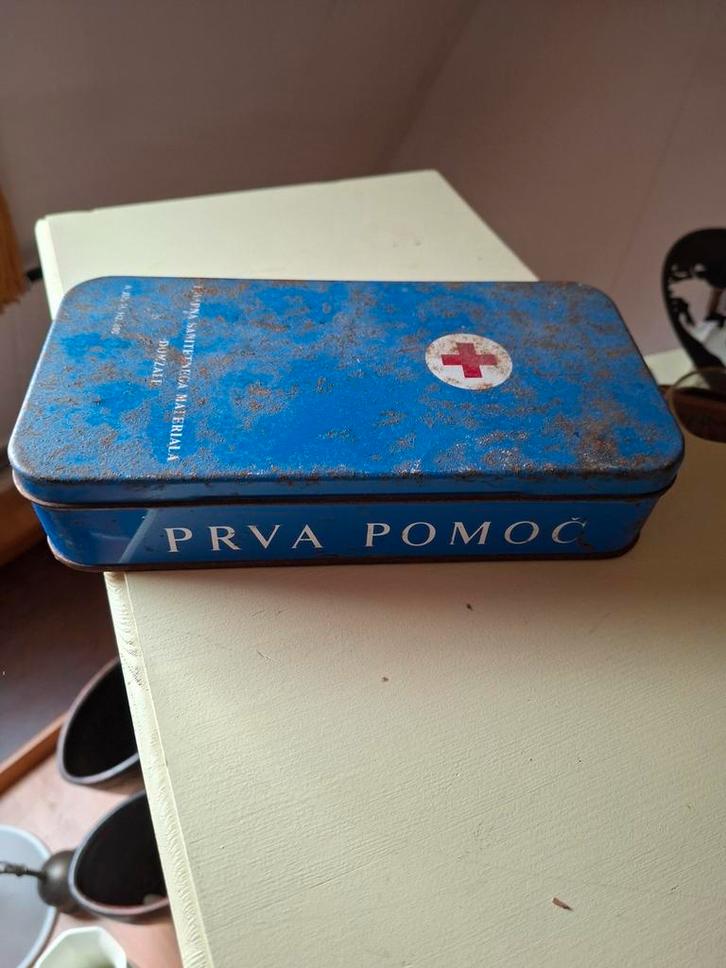 SANITETNEGA MATERIALA
DOMŽALE
PRVA POMOČ